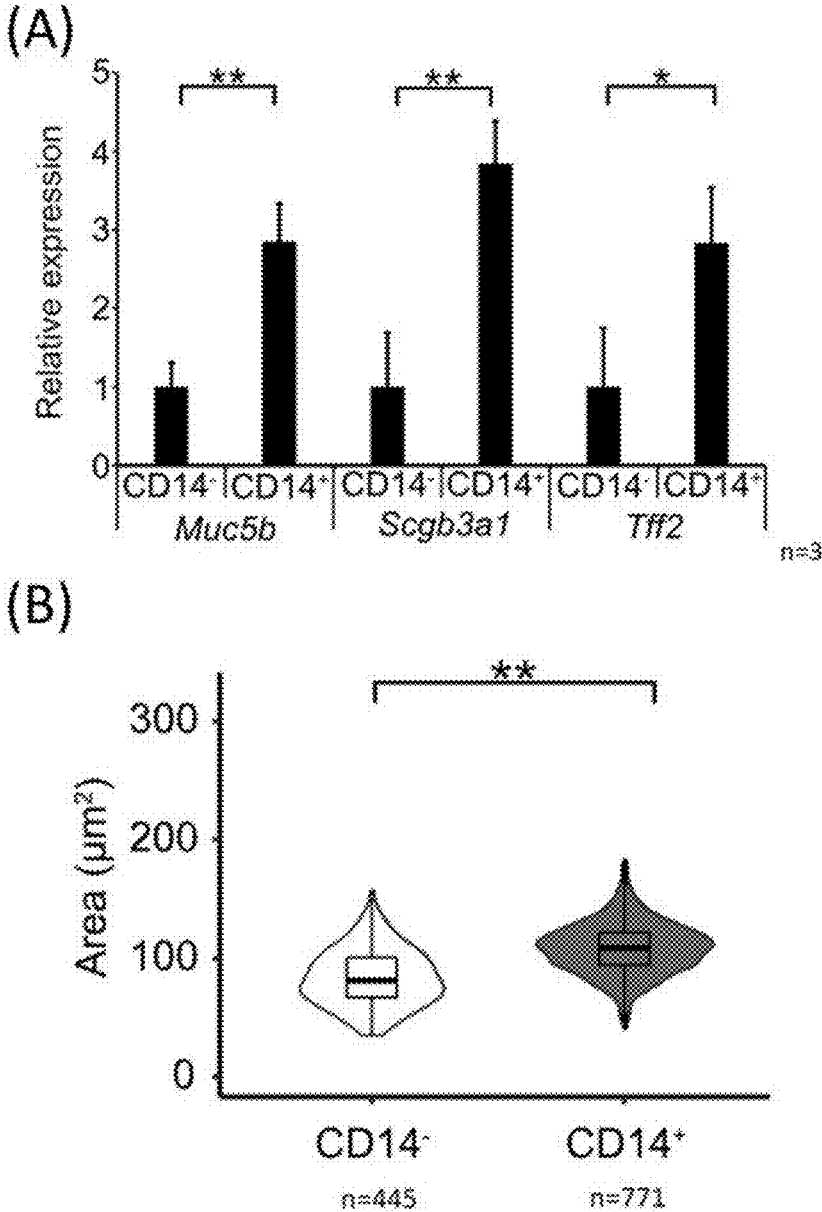 (A)
5
4
3
2
1
0
Relative expression
** ** *
CD14⁻ CD14⁺ CD14⁻ CD14⁺ CD14⁻ CD14⁺
Muc5b Scgb3a1 Tff2
n=3
(B)
**
300
200
100
0
Area (µm²)
CD14⁻ CD14⁺
n=445 n=771